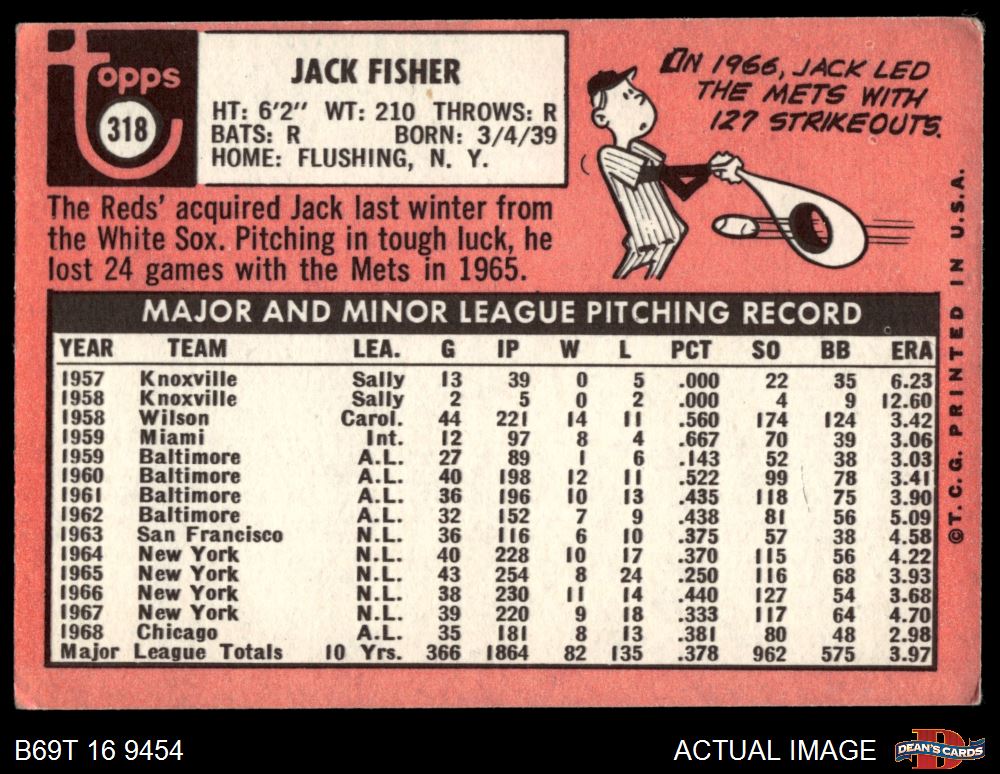 topps
318
JACK FISHER
HT: 6'2" WT: 210 THROWS: R
BATS: R BORN: 3/4/39
HOME: FLUSHING, N. Y.
IN 1966, JACK LED
THE METS WITH
127 STRIKEOUTS.
The Reds' acquired Jack last winter from
the White Sox. Pitching in tough luck, he
lost 24 games with the Mets in 1965.
MAJOR AND MINOR LEAGUE PITCHING RECORD
YEAR TEAM LEA. G IP W L PCT SO BB ERA
1957 Knoxville Sally 13 39 0 5 .000 22 35 6.23
1958 Knoxville Sally 2 5 0 2 .000 4 9 12.60
1958 Wilson Carol. 44 221 14 11 .560 174 124 3.42
1959 Miami Int. 12 97 8 4 .667 70 39 3.06
1959 Baltimore A.L. 27 89 1 6 .143 52 38 3.03
1960 Baltimore A.L. 40 198 12 11 .522 99 78 3.41
1961 Baltimore A.L. 36 196 10 13 .435 118 75 3.90
1962 Baltimore A.L. 32 152 7 9 .438 81 56 5.09
1963 San Francisco N.L. 36 116 6 10 .375 57 38 4.58
1964 New York N.L. 40 228 10 17 .370 115 56 4.22
1965 New York N.L. 43 254 8 24 .250 116 68 3.93
1966 New York N.L. 38 230 11 14 .440 127 54 3.68
1967 New York N.L. 39 220 9 18 .333 117 64 4.70
1968 Chicago A.L. 35 181 8 13 .381 80 48 2.98
Major League Totals 10 Yrs. 366 1864 82 135 .378 962 575 3.97
©T.C.G. PRINTED IN U.S.A.
B69T 16 9454
ACTUAL IMAGE
D
DEAN'S CARDS